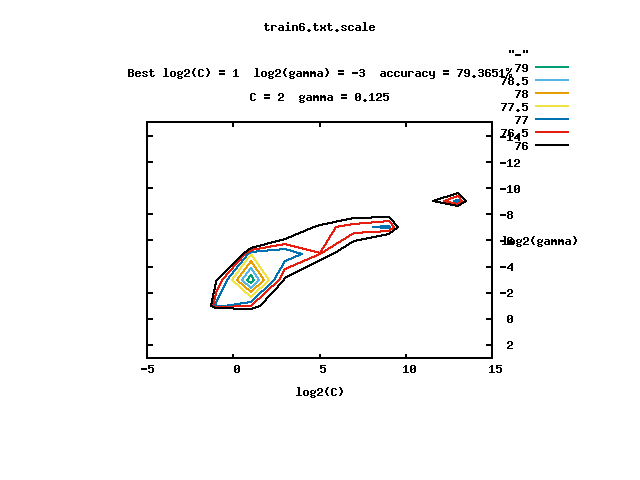 train6.txt.scale
"-"
Best log2(C) = 1  log2(gamma) = -3  accuracy = 79.3651%
79
78.5
C = 2  gamma = 0.125
78
77.5
77
76.5
-14
76
-12
-10
-8
-6
log2(gamma)
-4
-2
0
2
-5 0 5 10 15
log2(C)